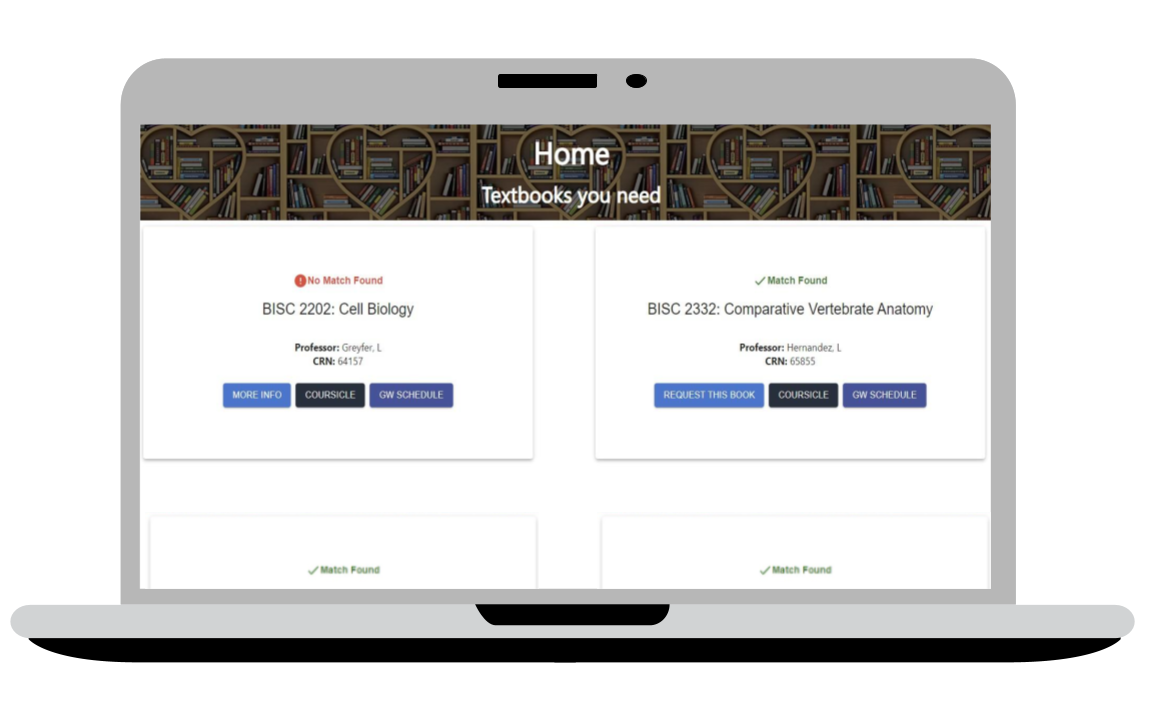 Home
Textbooks you need
No Match Found
BISC 2202: Cell Biology
Professor: Greyfer, L
CRN: 64157
MORE INFO COURSICLE GW SCHEDULE
Match Found
BISC 2332: Comparative Vertebrate Anatomy
Professor: Hernandez, L
CRN: 65855
REQUEST THIS BOOK COURSICLE GW SCHEDULE
Match Found
Match Found